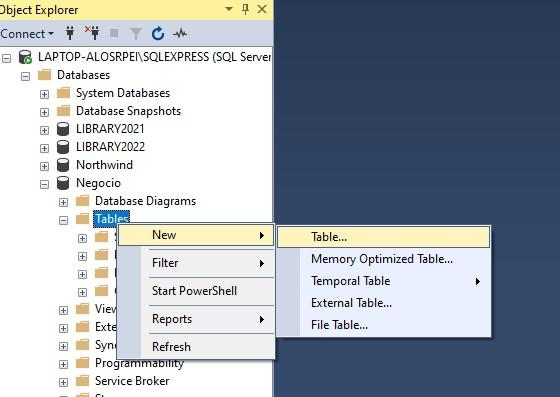 Object Explorer
Connect
LAPTOP-ALOSRPEI\SQLEXPRESS (SQL Server
Databases
System Databases
Database Snapshots
LIBRARY2021
LIBRARY2022
Northwind
Negocio
Database Diagrams
Tables
New
Table...
Memory Optimized Table...
Filter
Temporal Table
Start PowerShell
External Table...
View
Reports
File Table...
Exte
Syno
Refresh
Programmability
Service Broker